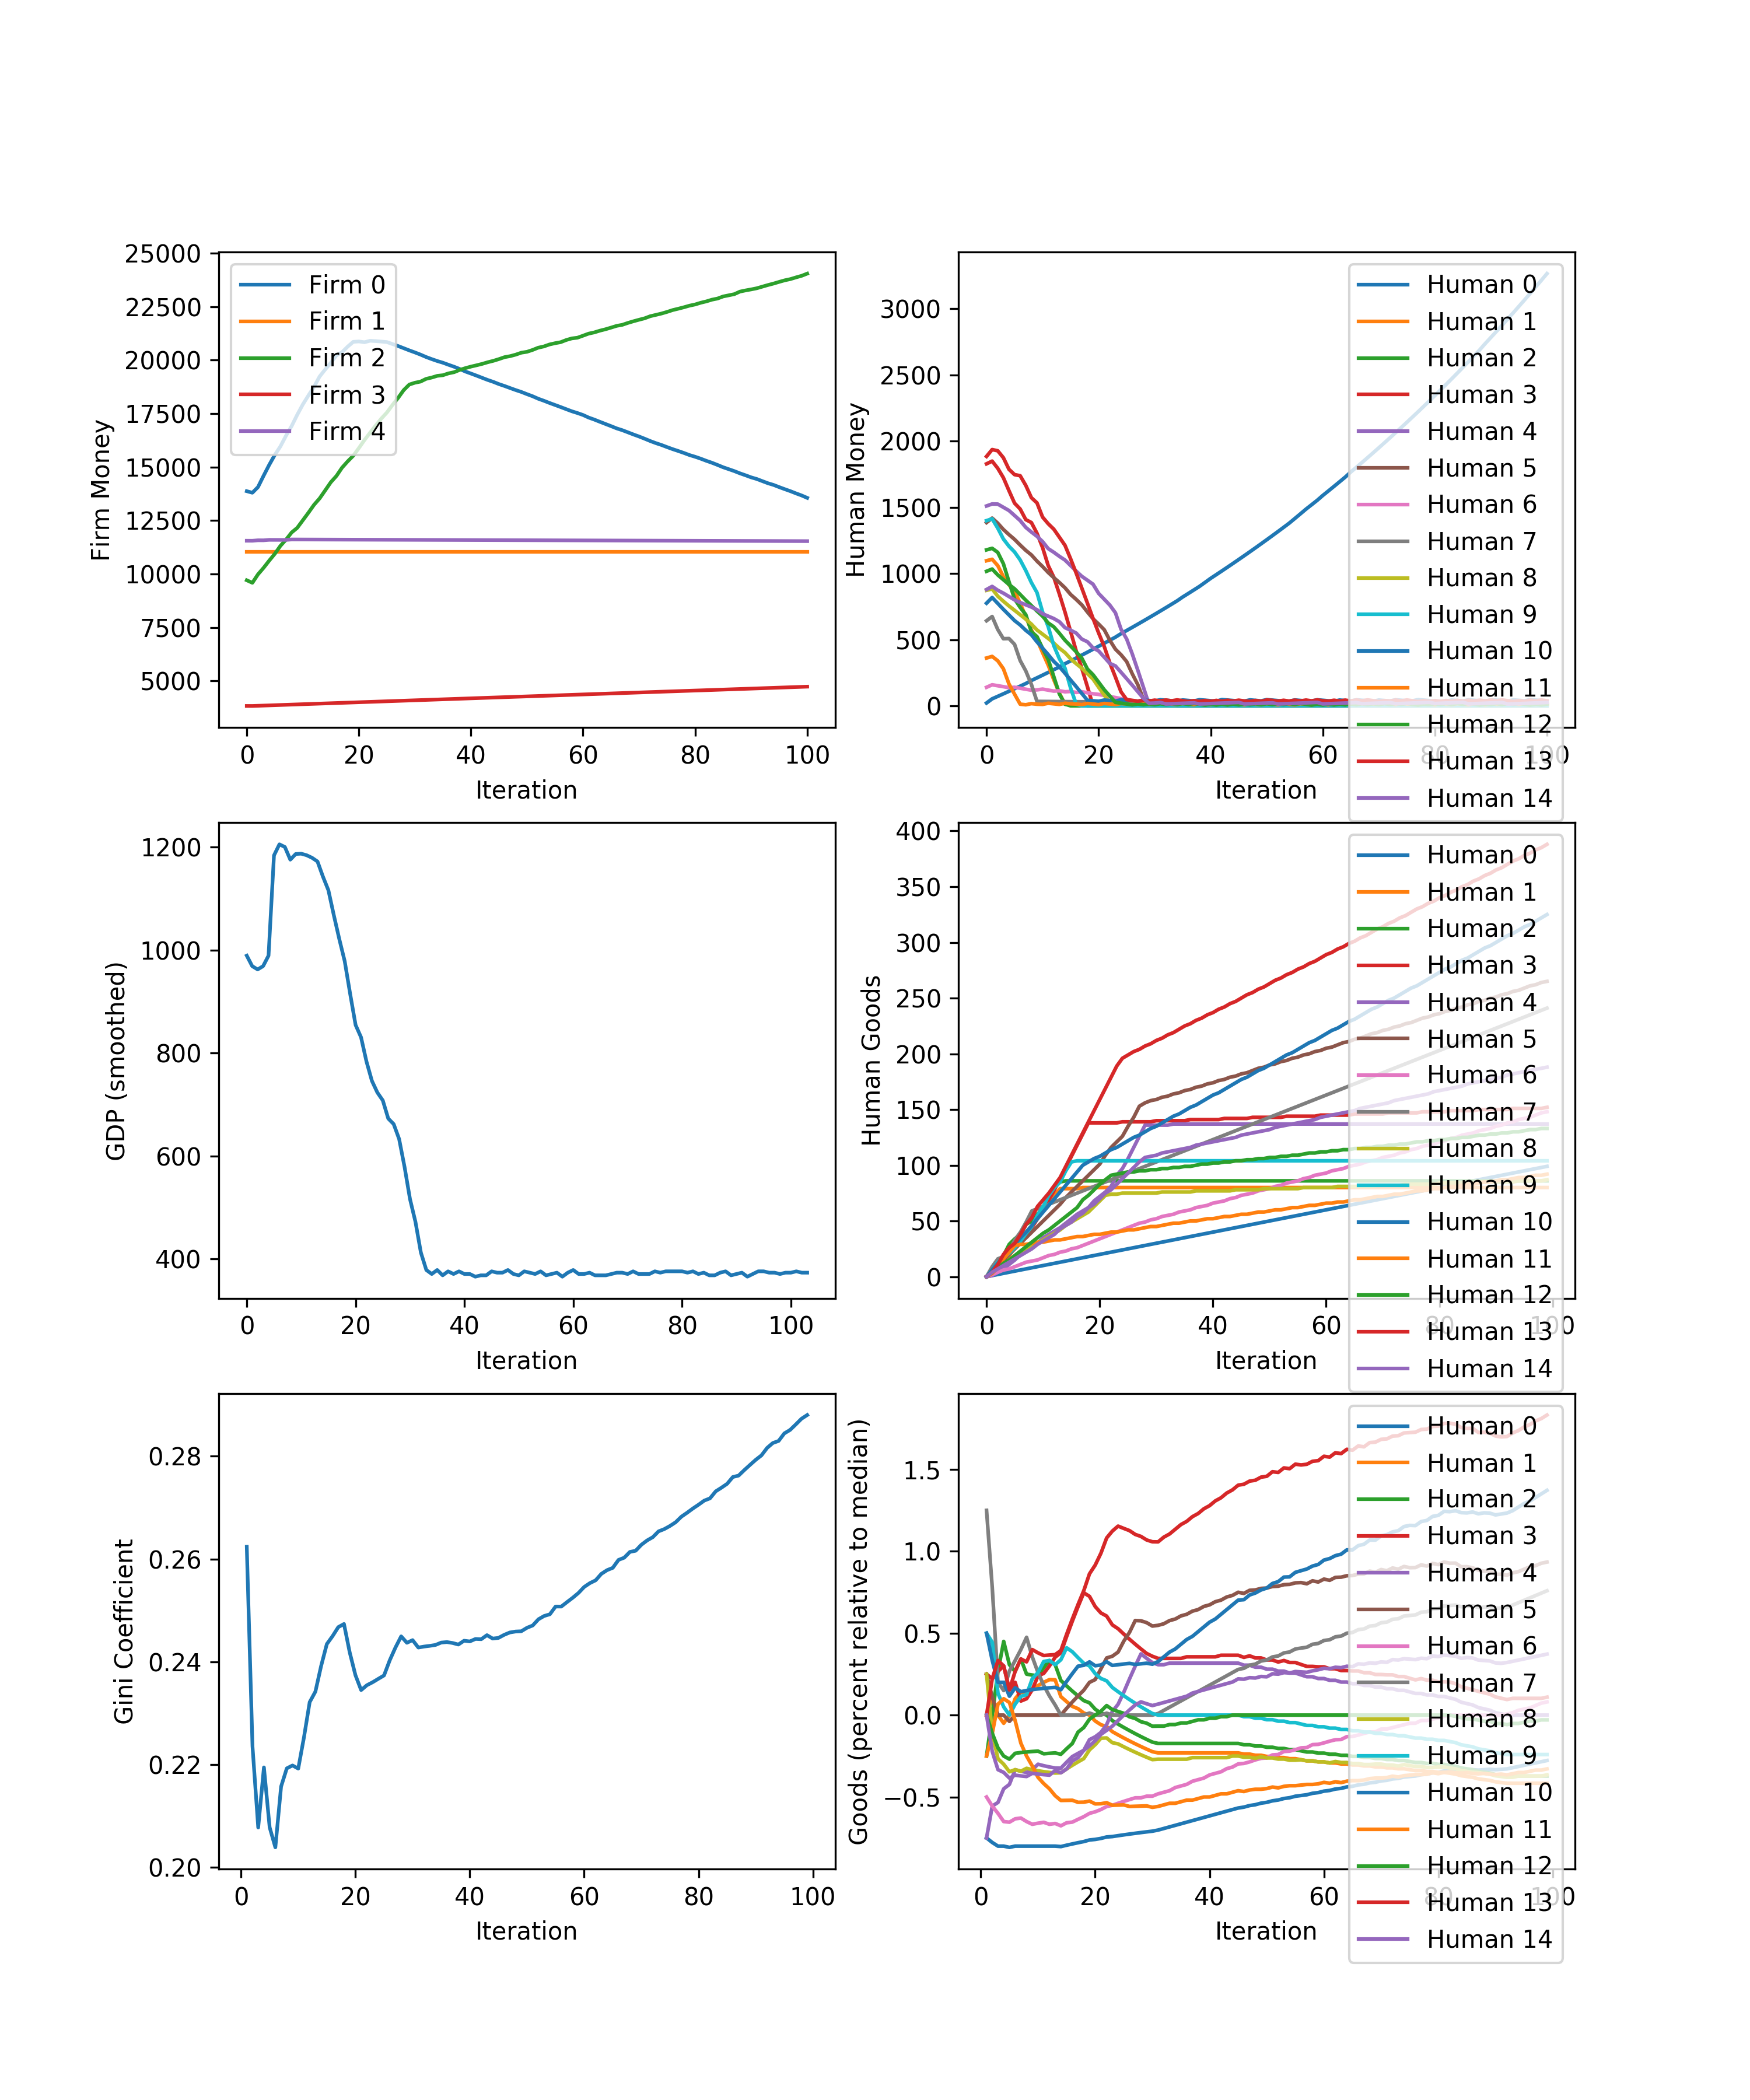 25000
22500
20000
17500
15000
12500
10000
7500
5000
Firm Money
Firm 0
Firm 1
Firm 2
Firm 3
Firm 4
0 20 40 60 80 100
Iteration
3000
2500
2000
1500
1000
500
0
Human Money
Human 0
Human 1
Human 2
Human 3
Human 4
Human 5
Human 6
Human 7
Human 8
Human 9
Human 10
Human 11
Human 12
Human 13
Human 14
0 20 40 60 80 100
Iteration
1200
1000
800
600
400
GDP (smoothed)
0 20 40 60 80 100
Iteration
400
350
300
250
200
150
100
50
0
Human Goods
Human 0
Human 1
Human 2
Human 3
Human 4
Human 5
Human 6
Human 7
Human 8
Human 9
Human 10
Human 11
Human 12
Human 13
Human 14
0 20 40 60 80 100
Iteration
0.28
0.26
0.24
0.22
0.20
Gini Coefficient
0 20 40 60 80 100
Iteration
1.5
1.0
0.5
0.0
−0.5
Goods (percent relative to median)
Human 0
Human 1
Human 2
Human 3
Human 4
Human 5
Human 6
Human 7
Human 8
Human 9
Human 10
Human 11
Human 12
Human 13
Human 14
0 20 40 60 80 100
Iteration